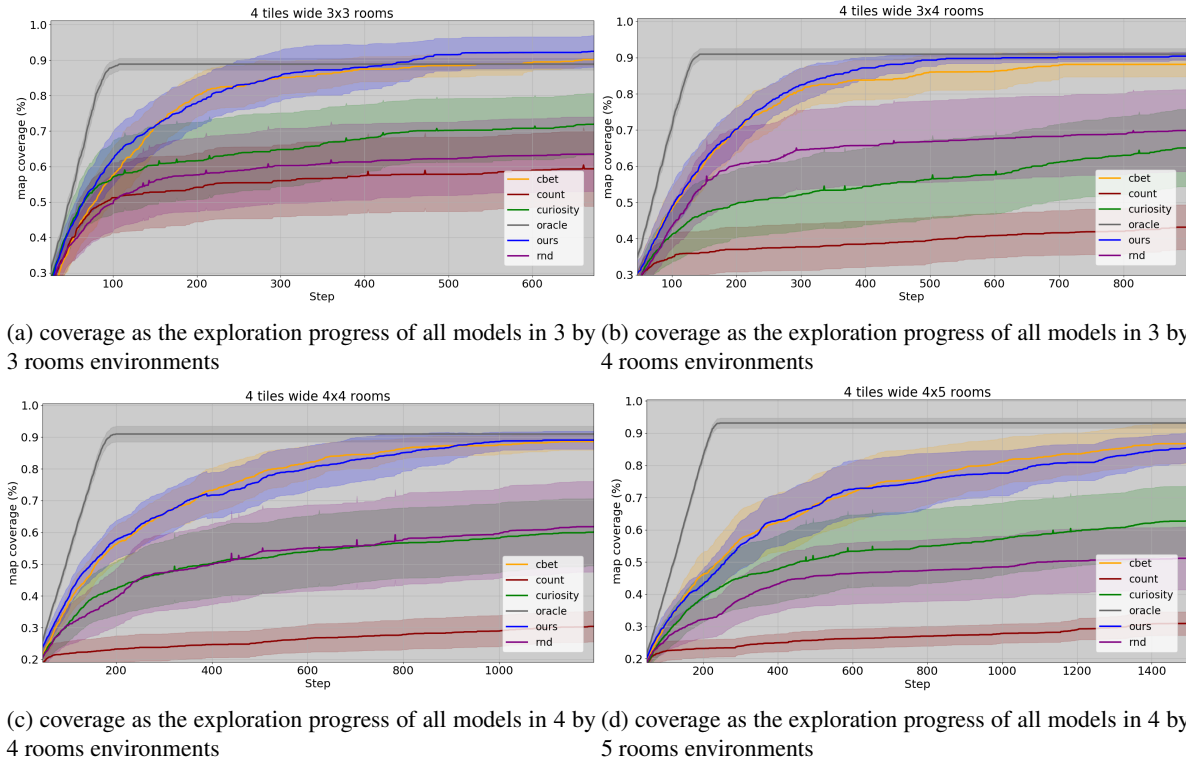 4 tiles wide 3x3 rooms
1.0
0.9
0.8
0.7
0.6
0.5
0.4
0.3
map coverage (%)
100 200 300 400 500 600
Step
cbet
count
curiosity
oracle
ours
rnd
4 tiles wide 3x4 rooms
1.0
0.9
0.8
0.7
0.6
0.5
0.4
0.3
map coverage (%)
100 200 300 400 500 600 700 800
Step
cbet
count
curiosity
oracle
ours
rnd
(a) coverage as the exploration progress of all models in 3 by
3 rooms environments
(b) coverage as the exploration progress of all models in 3 by
4 rooms environments
4 tiles wide 4x4 rooms
1.0
0.9
0.8
0.7
0.6
0.5
0.4
0.3
0.2
map coverage (%)
200 400 600 800 1000
Step
cbet
count
curiosity
oracle
ours
rnd
4 tiles wide 4x5 rooms
1.0
0.9
0.8
0.7
0.6
0.5
0.4
0.3
0.2
map coverage (%)
200 400 600 800 1000 1200 1400
Step
cbet
count
curiosity
oracle
ours
rnd
(c) coverage as the exploration progress of all models in 4 by
4 rooms environments
(d) coverage as the exploration progress of all models in 4 by
5 rooms environments